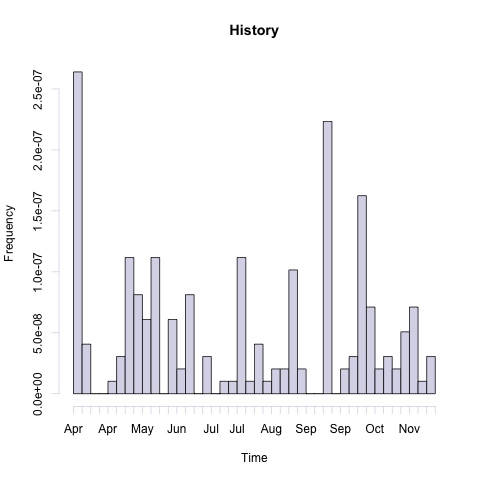 History
2.5e-07
2.0e-07
1.5e-07
1.0e-07
5.0e-08
0.0e+00
Frequency
Apr Apr May Jun Jul Jul Aug Sep Sep Oct Nov
Time